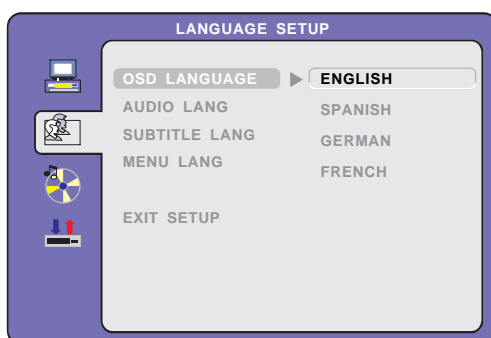 LANGUAGE SETUP
OSD LANGUAGE
AUDIO LANG
SUBTITLE LANG
MENU LANG
EXIT SETUP
ENGLISH
SPANISH
GERMAN
FRENCH